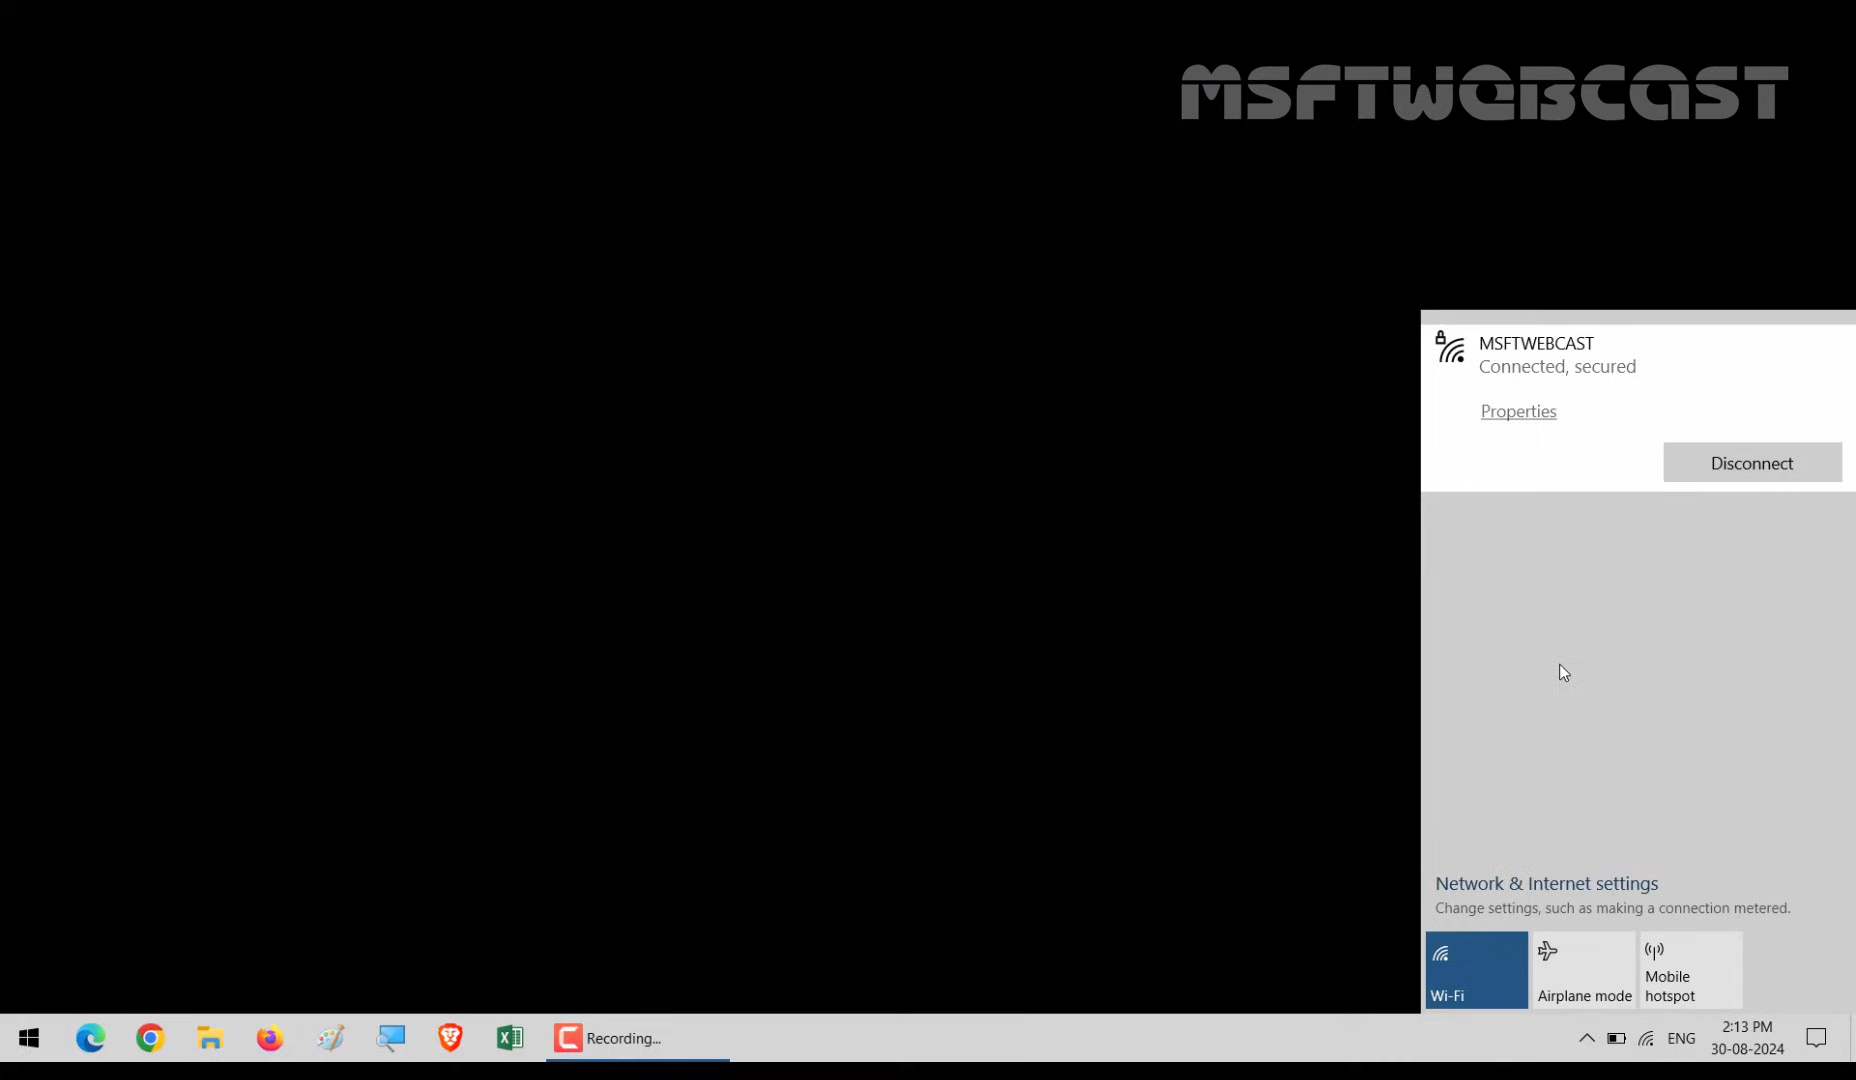 MSFTWEBCAST
MSFTWEBCAST
Connected, secured
Properties
Disconnect
Network & Internet settings
Change settings, such as making a connection metered.
Wi-Fi
Airplane mode
Mobile
hotspot
Recording...
ENG
2:13 PM
30-08-2024